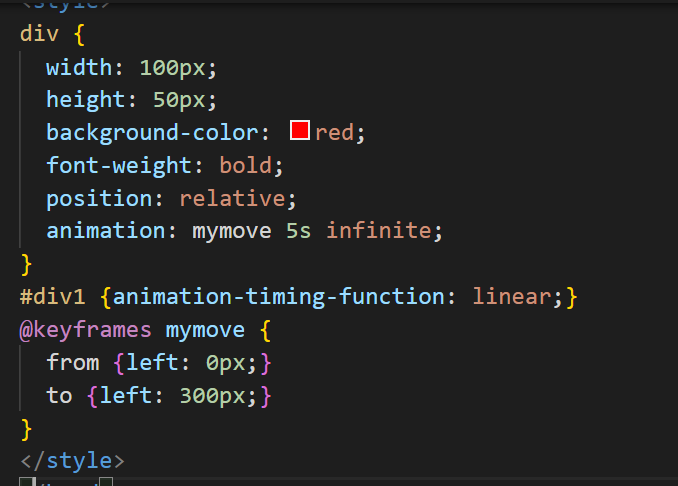 <style>
div {
  width: 100px;
  height: 50px;
  background-color: red;
  font-weight: bold;
  position: relative;
  animation: mymove 5s infinite;
}
#div1 {animation-timing-function: linear;}
@keyframes mymove {
  from {left: 0px;}
  to {left: 300px;}
}
</style>